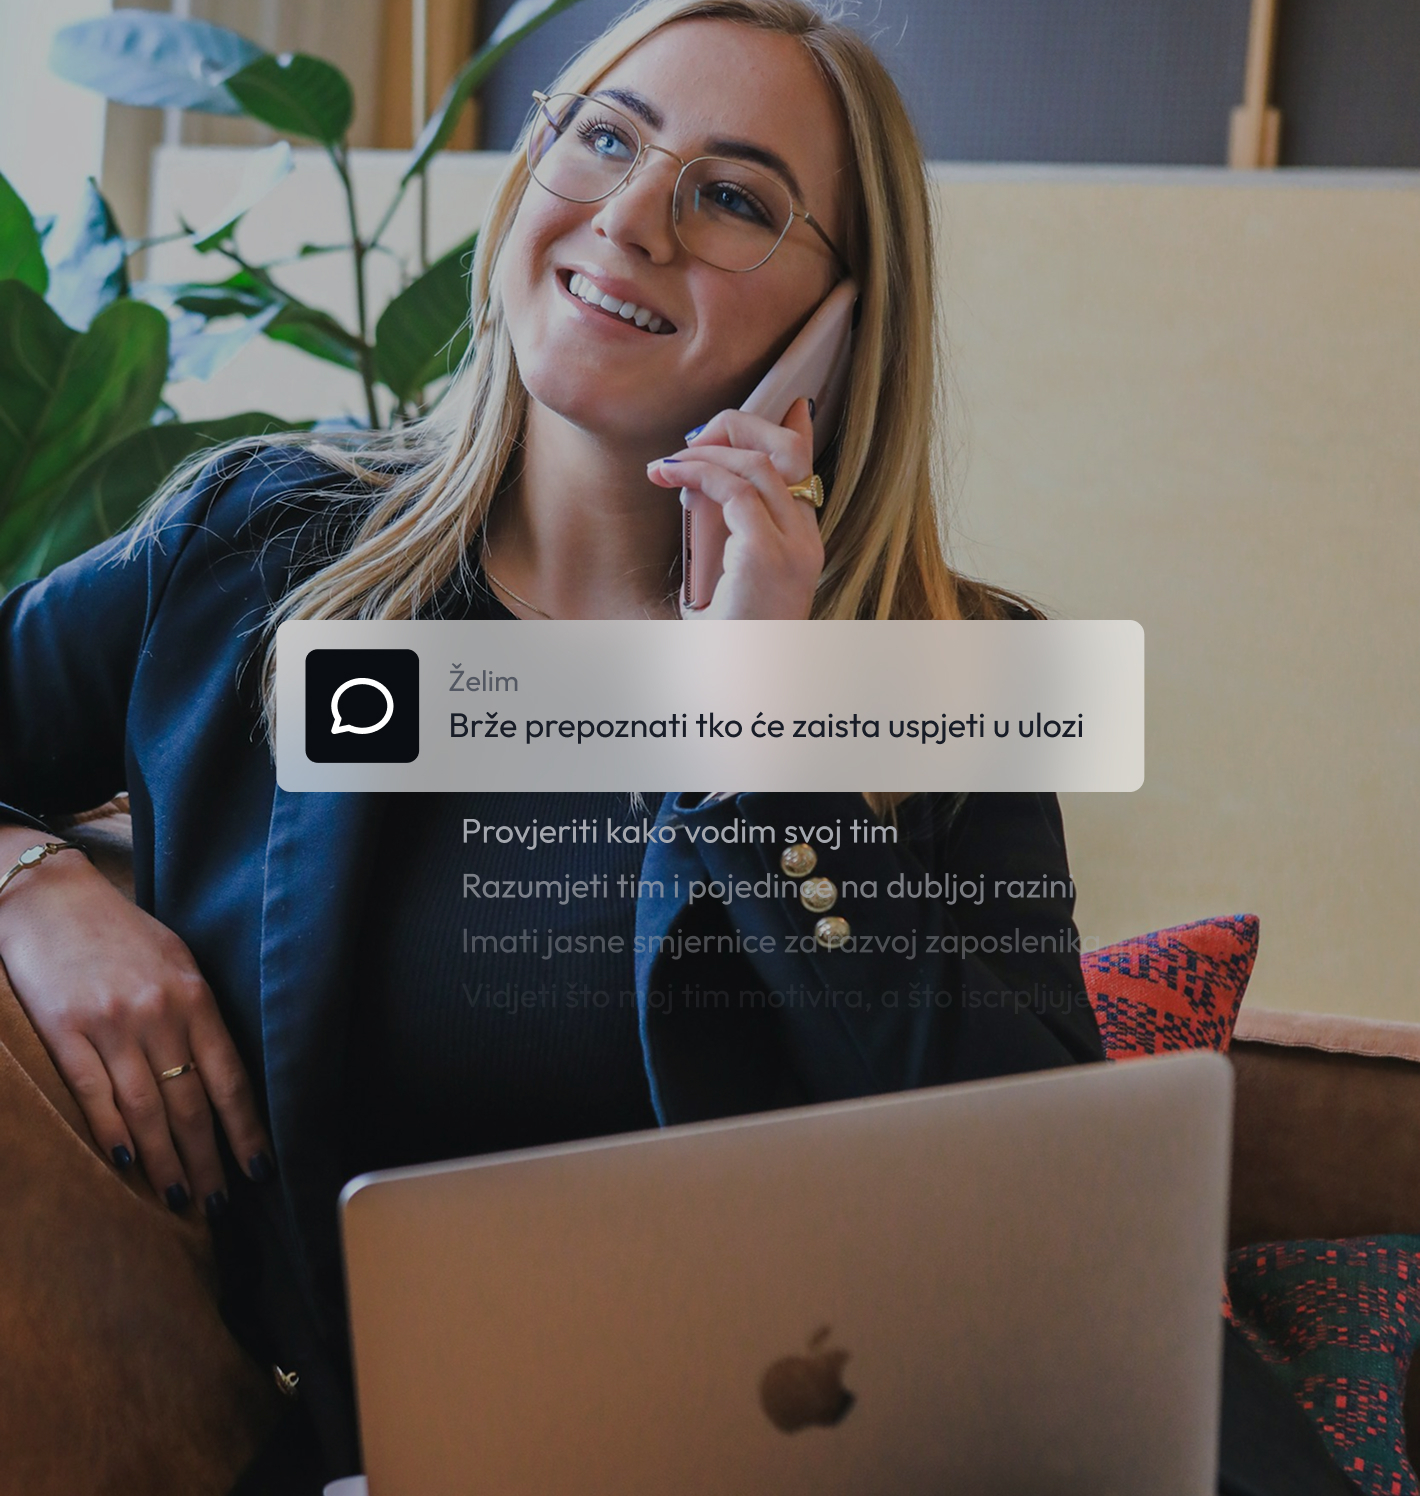 Želim
Brže prepoznati tko će zaista uspjeti u ulozi
Provjeriti kako vodim svoj tim
Razumjeti tim i pojedince na dubljoj razini
Imati jasne smjernice za razvoj zaposlenika
Vidjeti što moj tim motivira, a što iscrpljuje